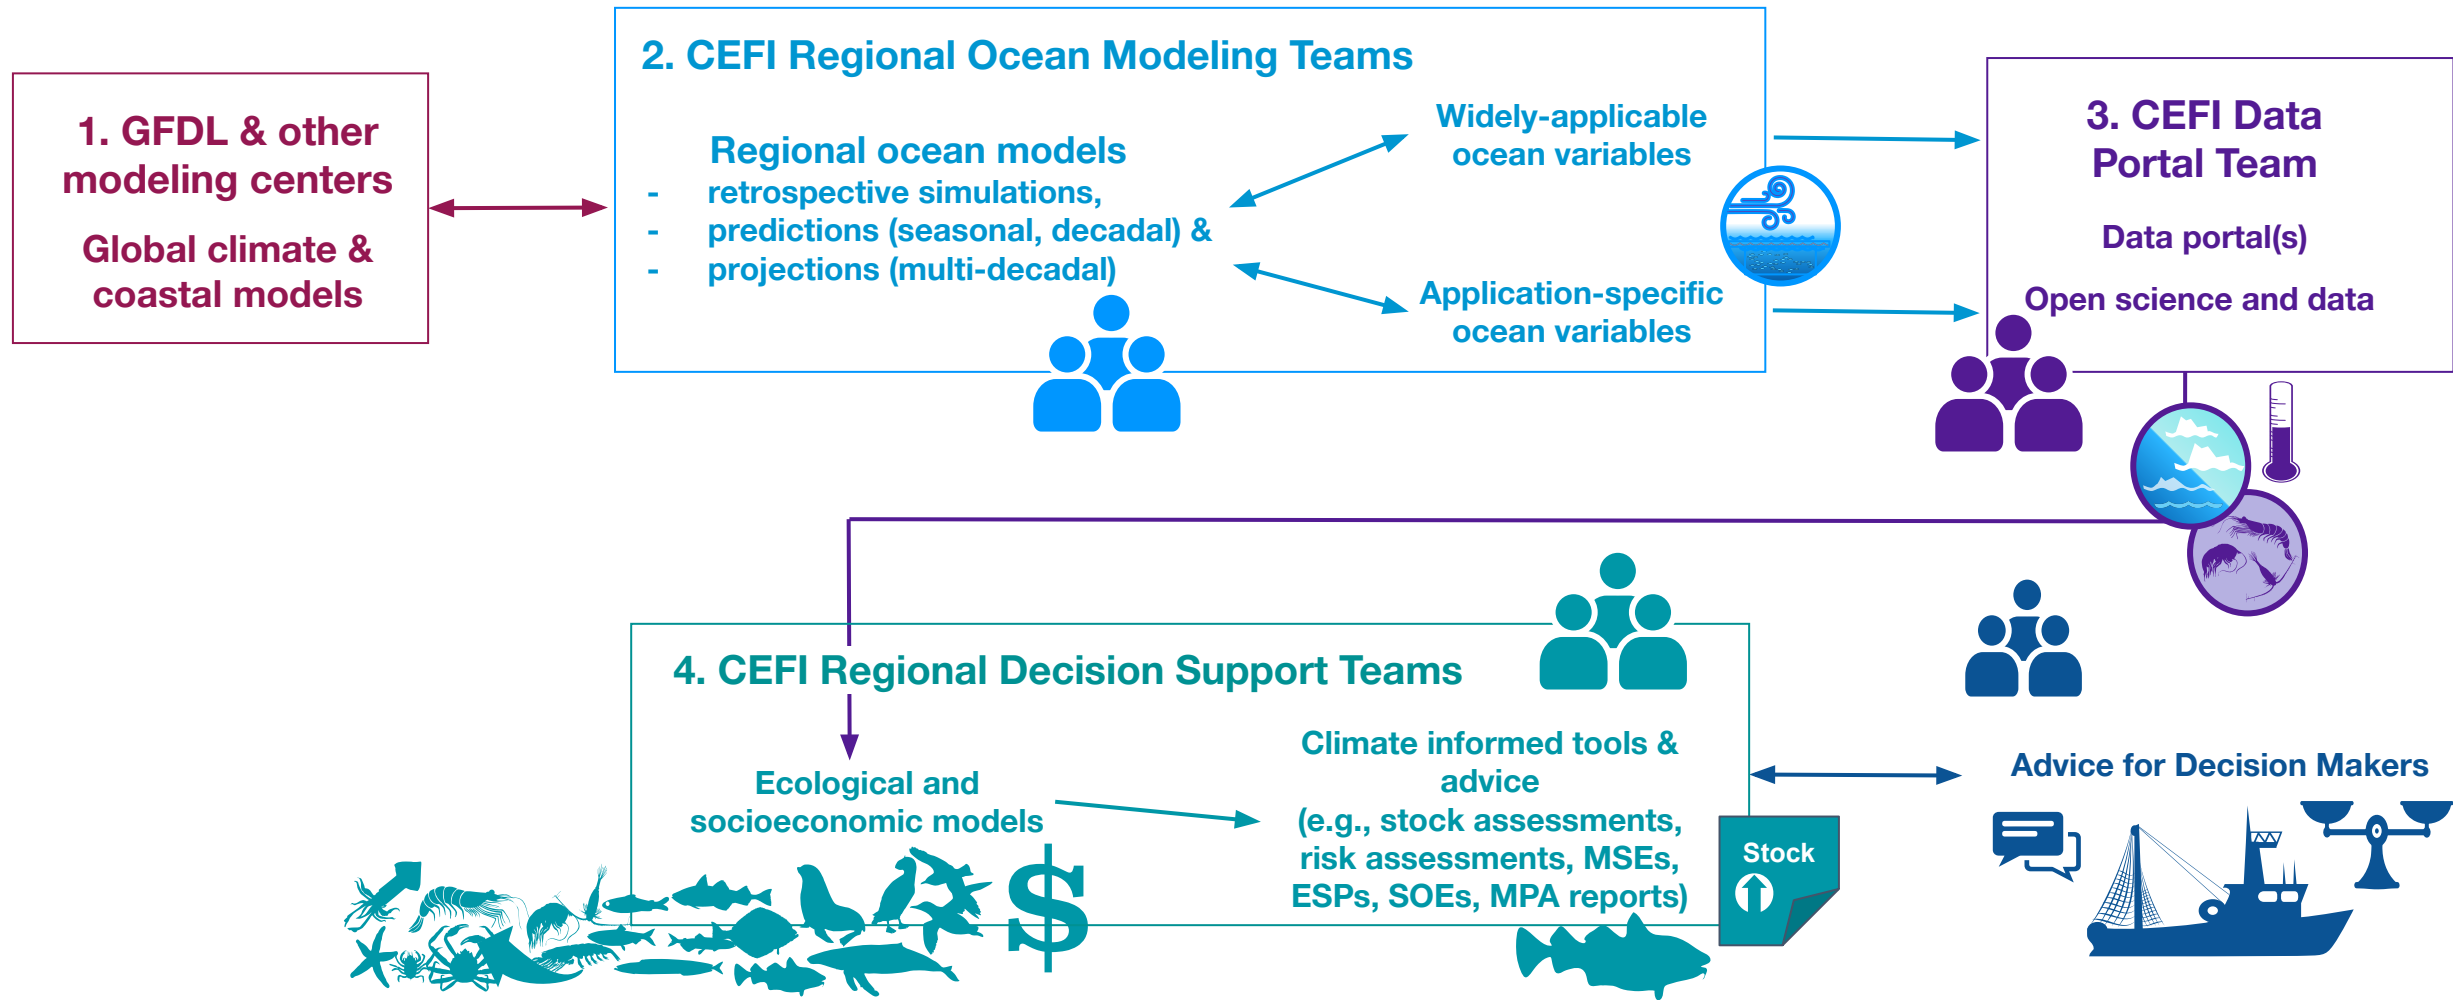 1. GFDL & other
modeling centers
Global climate &
coastal models
2. CEFI Regional Ocean Modeling Teams
Regional ocean models
- retrospective simulations,
- predictions (seasonal, decadal) &
- projections (multi-decadal)
Widely-applicable
ocean variables
Application-specific
ocean variables
3. CEFI Data
Portal Team
Data portal(s)
Open science and data
4. CEFI Regional Decision Support Teams
Ecological and
socioeconomic models
$
Climate informed tools &
advice
(e.g., stock assessments,
risk assessments, MSEs,
ESPs, SOEs, MPA reports)
Stock
Advice for Decision Makers